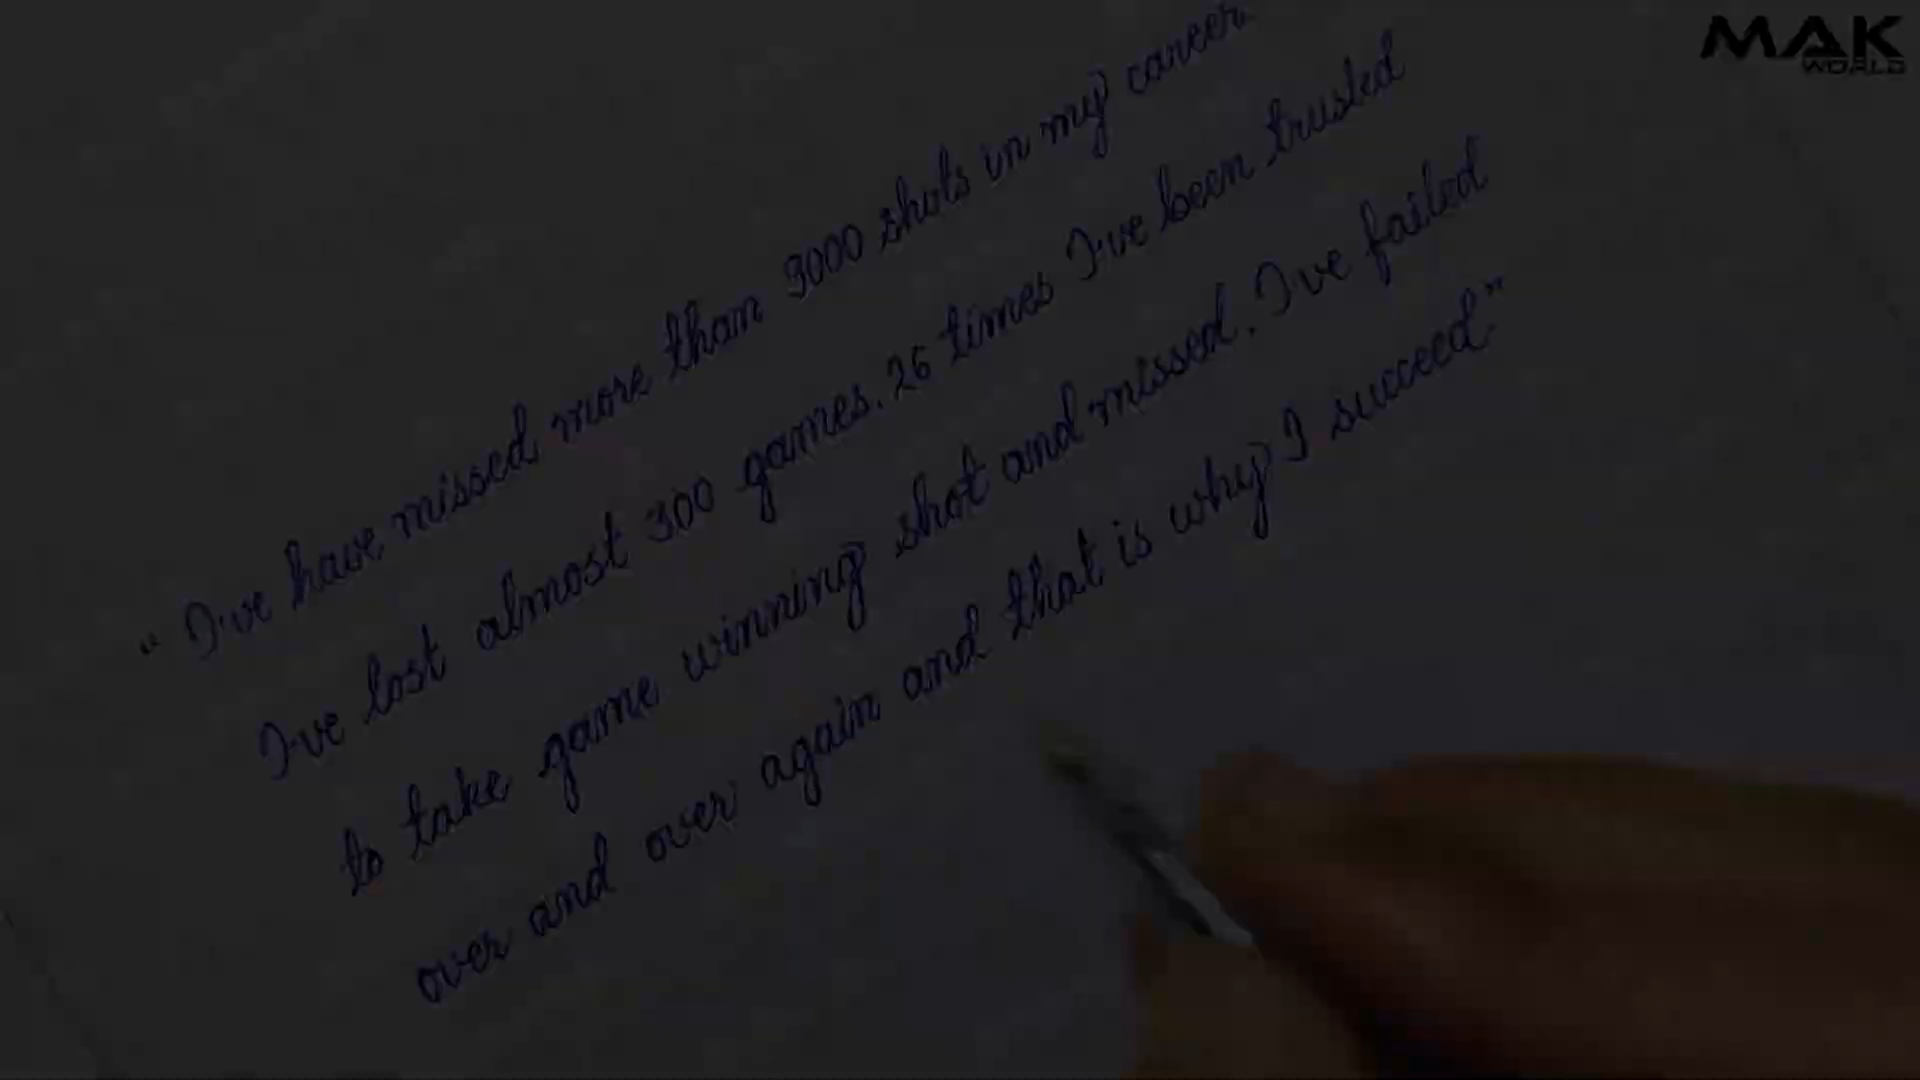 MAK
WORLD
" I've have missed more than 9000 shots in my career.
I've lost almost 300 games. 26 times I've been trusted
to take game winning shot and missed. I've failed
over and over again and that is why I succeed"